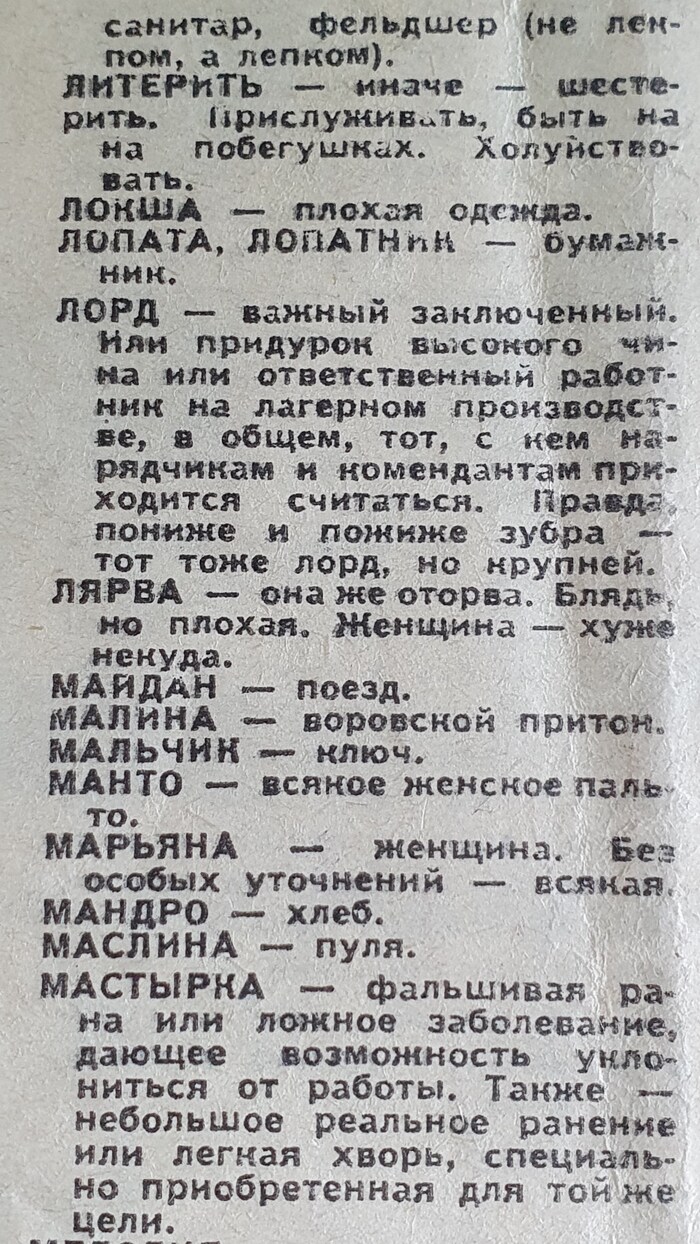 санитар, фельдшер (не леп-
пом, а лепком).
ЛИТЕРИТЬ — иначе — шесте-
рить. Прислуживать, быть на
на побегушках. Холуйство-
вать.
ЛОКША — плохая одежда.
ЛОПАТА, ЛОПАТНИК — бумаж-
ник.
ЛОРД — важный заключенный.
Или придурок высокого чи-
на или ответственный работ-
ник на лагерном производст-
ве, в общем, тот, с кем на-
рядчикам и комендантам при-
ходится считаться. Правда,
пониже и пожиже зубра —
тот тоже лорд, но крупней.
ЛЯРВА — она же оторва. Блядь,
но плохая. Женщина — хуже
некуда.
МАЙДАН — поезд.
МАЛИНА — воровской притон.
МАЛЬЧИК — ключ.
МАНТО — всякое женское паль-
то.
МАРЬЯНА — женщина. Без
особых уточнений — всякая.
МАНДРО — хлеб.
МАСЛИНА — пуля.
МАСТЫРКА — фальшивая ра-
на или ложное заболевание,
дающее возможность укло-
ниться от работы. Также —
небольшое реальное ранение
или легкая хворь, специаль-
но приобретенная для той же
цели.